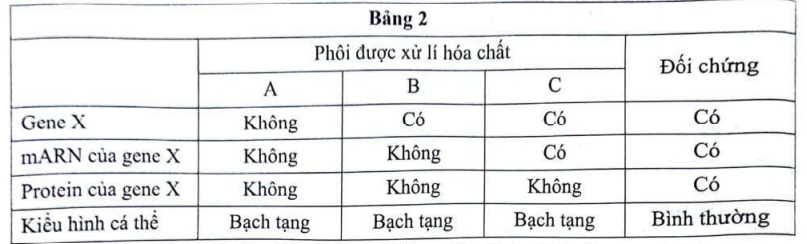 Bảng 2
Phôi được xử lí hóa chất
Đối chứng
A B C
Gene X Không Có Có Có
mARN của gene X Không Không Có Có
Protein của gene X Không Không Không Có
Kiểu hình cá thể Bạch tạng Bạch tạng Bạch tạng Bình thường